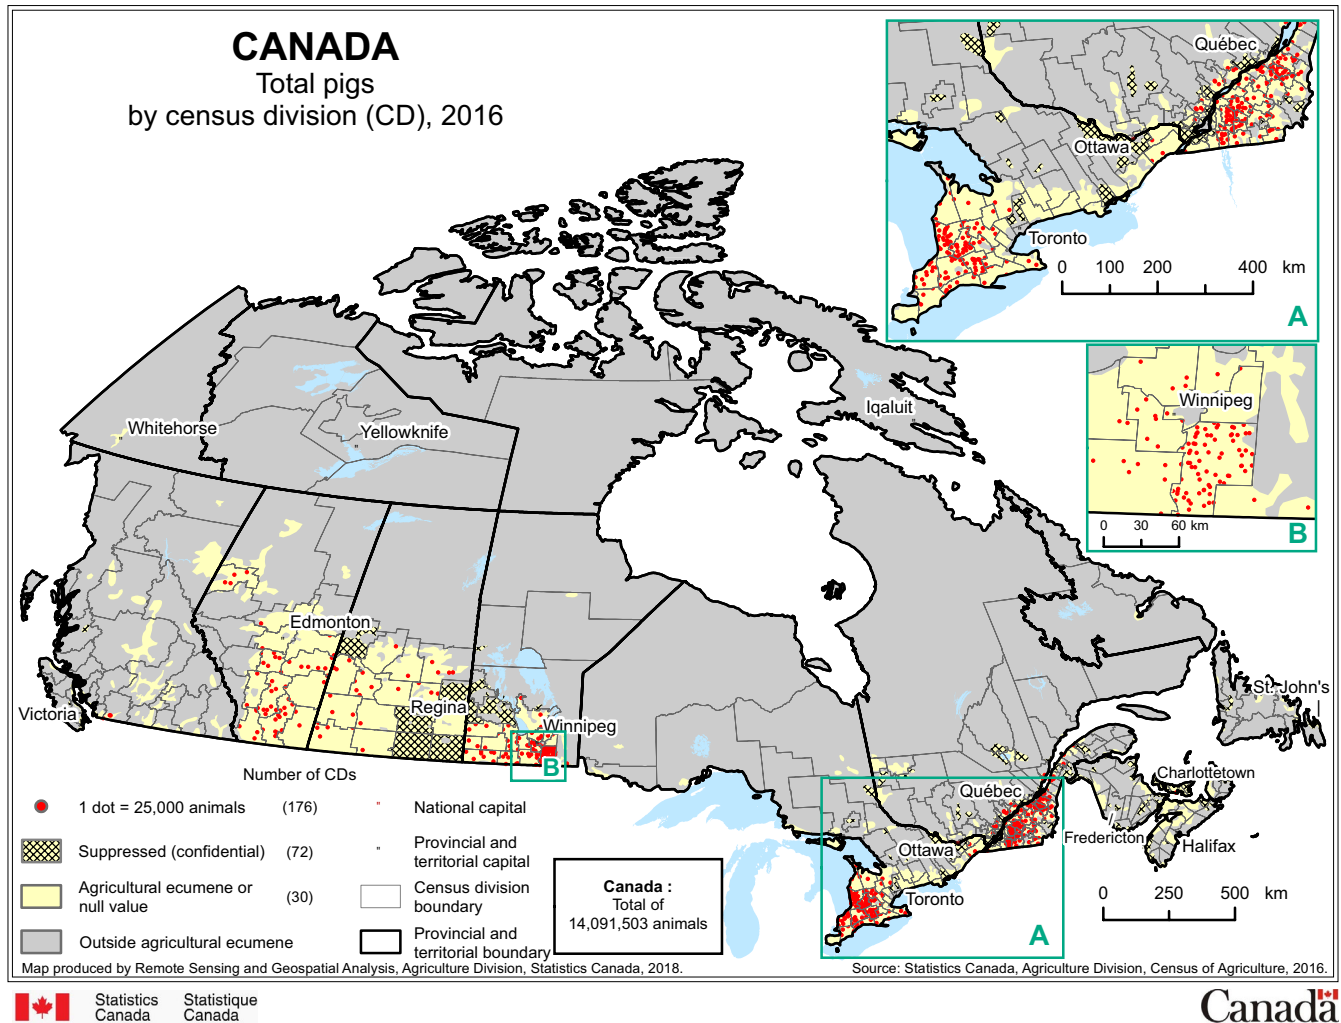 CANADA
Total pigs
by census division (CD), 2016
Québec
Ottawa
Toronto
0 100 200 400 km
A
Winnipeg
0 30 60 km
B
Whitehorse
Yellowknife
Iqaluit
Edmonton
Regina
Victoria
Winnipeg
B
St. John's
Charlottetown
Québec
Fredericton
Halifax
Ottawa
Toronto
A
0 250 500 km
Number of CDs
1 dot = 25,000 animals (176)
Suppressed (confidential) (72)
Agricultural ecumene or
null value (30)
Outside agricultural ecumene
National capital
Provincial and
territorial capital
Census division
boundary
Provincial and
territorial boundary
Canada :
Total of
14,091,503 animals
Map produced by Remote Sensing and Geospatial Analysis, Agriculture Division, Statistics Canada, 2018.
Source: Statistics Canada, Agriculture Division, Census of Agriculture, 2016.
Statistics
Canada
Statistique
Canada
Canada